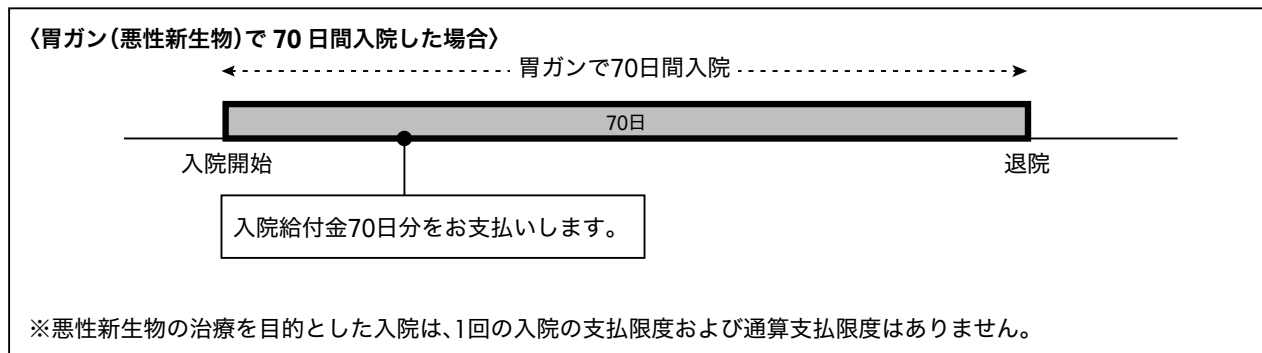 〈胃ガン（悪性新生物）で 70 日間入院した場合〉
胃ガンで70日間入院
70日
入院開始
退院
入院給付金70日分をお支払いします。
※悪性新生物の治療を目的とした入院は、1回の入院の支払限度および通算支払限度はありません。